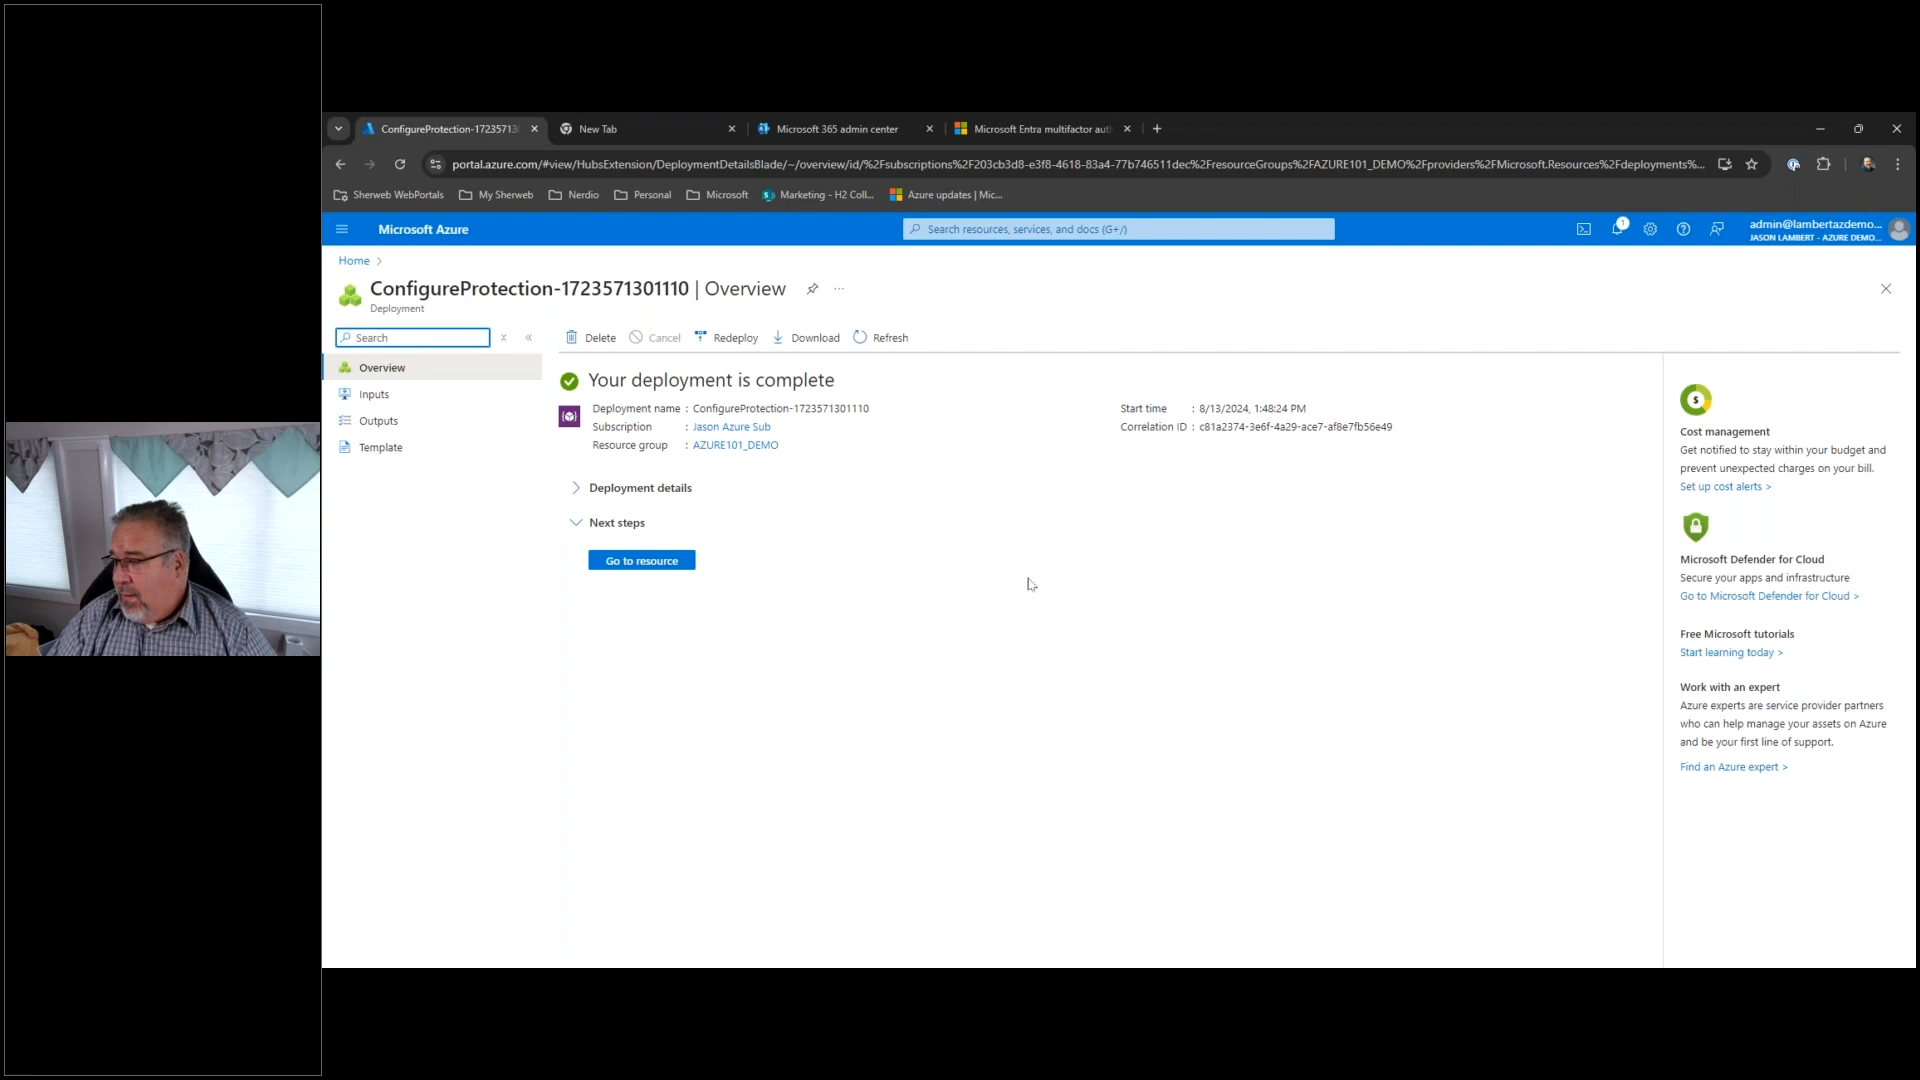 ConfigureProtection-17235713
New Tab
Microsoft 365 admin center
Microsoft Entra multifactor aut
portal.azure.com/#view/HubsExtension/DeploymentDetailsBlade/~/overview/id/%2Fsubscriptions%2F203cb3d8-e3f8-4618-83a4-77b746511dec%2FresourceGroups%2FAZURE101_DEMO%2Fproviders%2FMicrosoft.Resources%2Fdeployments%...
Sherweb WebPortals
My Sherweb
Nerdio
Personal
Microsoft
Marketing - H2 Coll...
Azure updates | Mic...
Microsoft Azure
Search resources, services, and docs (G+/)
1
admin@lambertazdemo...
JASON LAMBERT - AZURE DEMO...
Home >
ConfigureProtection-1723571301110 | Overview
Deployment
Search
Delete
Cancel
Redeploy
Download
Refresh
Overview
Inputs
Outputs
Template
Your deployment is complete
Deployment name : ConfigureProtection-1723571301110
Subscription : Jason Azure Sub
Resource group : AZURE101_DEMO
Start time : 8/13/2024, 1:48:24 PM
Correlation ID : c81a2374-3e6f-4a29-ace7-af8e7fb56e49
Deployment details
Next steps
Go to resource
Cost management
Get notified to stay within your budget and
prevent unexpected charges on your bill.
Set up cost alerts >
Microsoft Defender for Cloud
Secure your apps and infrastructure
Go to Microsoft Defender for Cloud >
Free Microsoft tutorials
Start learning today >
Work with an expert
Azure experts are service provider partners
who can help manage your assets on Azure
and be your first line of support.
Find an Azure expert >